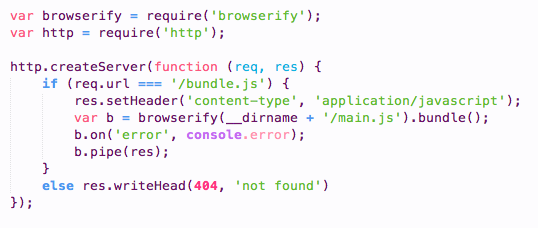 var browserify = require('browserify');
var http = require('http');

http.createServer(function (req, res) {
    if (req.url === '/bundle.js') {
        res.setHeader('content-type', 'application/javascript');
        var b = browserify(__dirname + '/main.js').bundle();
        b.on('error', console.error);
        b.pipe(res);
    }
    else res.writeHead(404, 'not found')
});